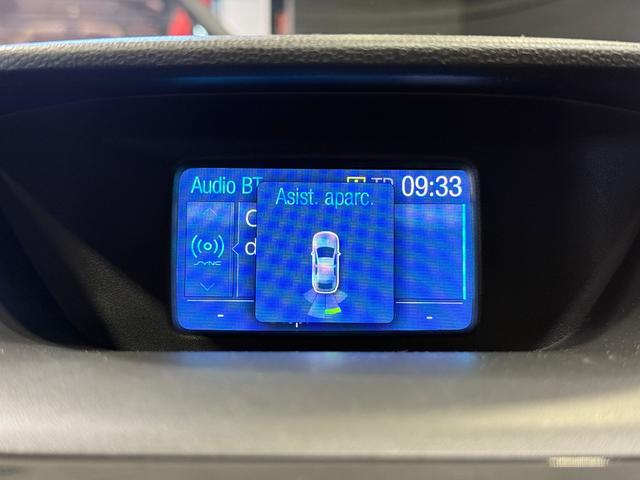 Audio BT
09:33
Asist. aparc.
SYNC